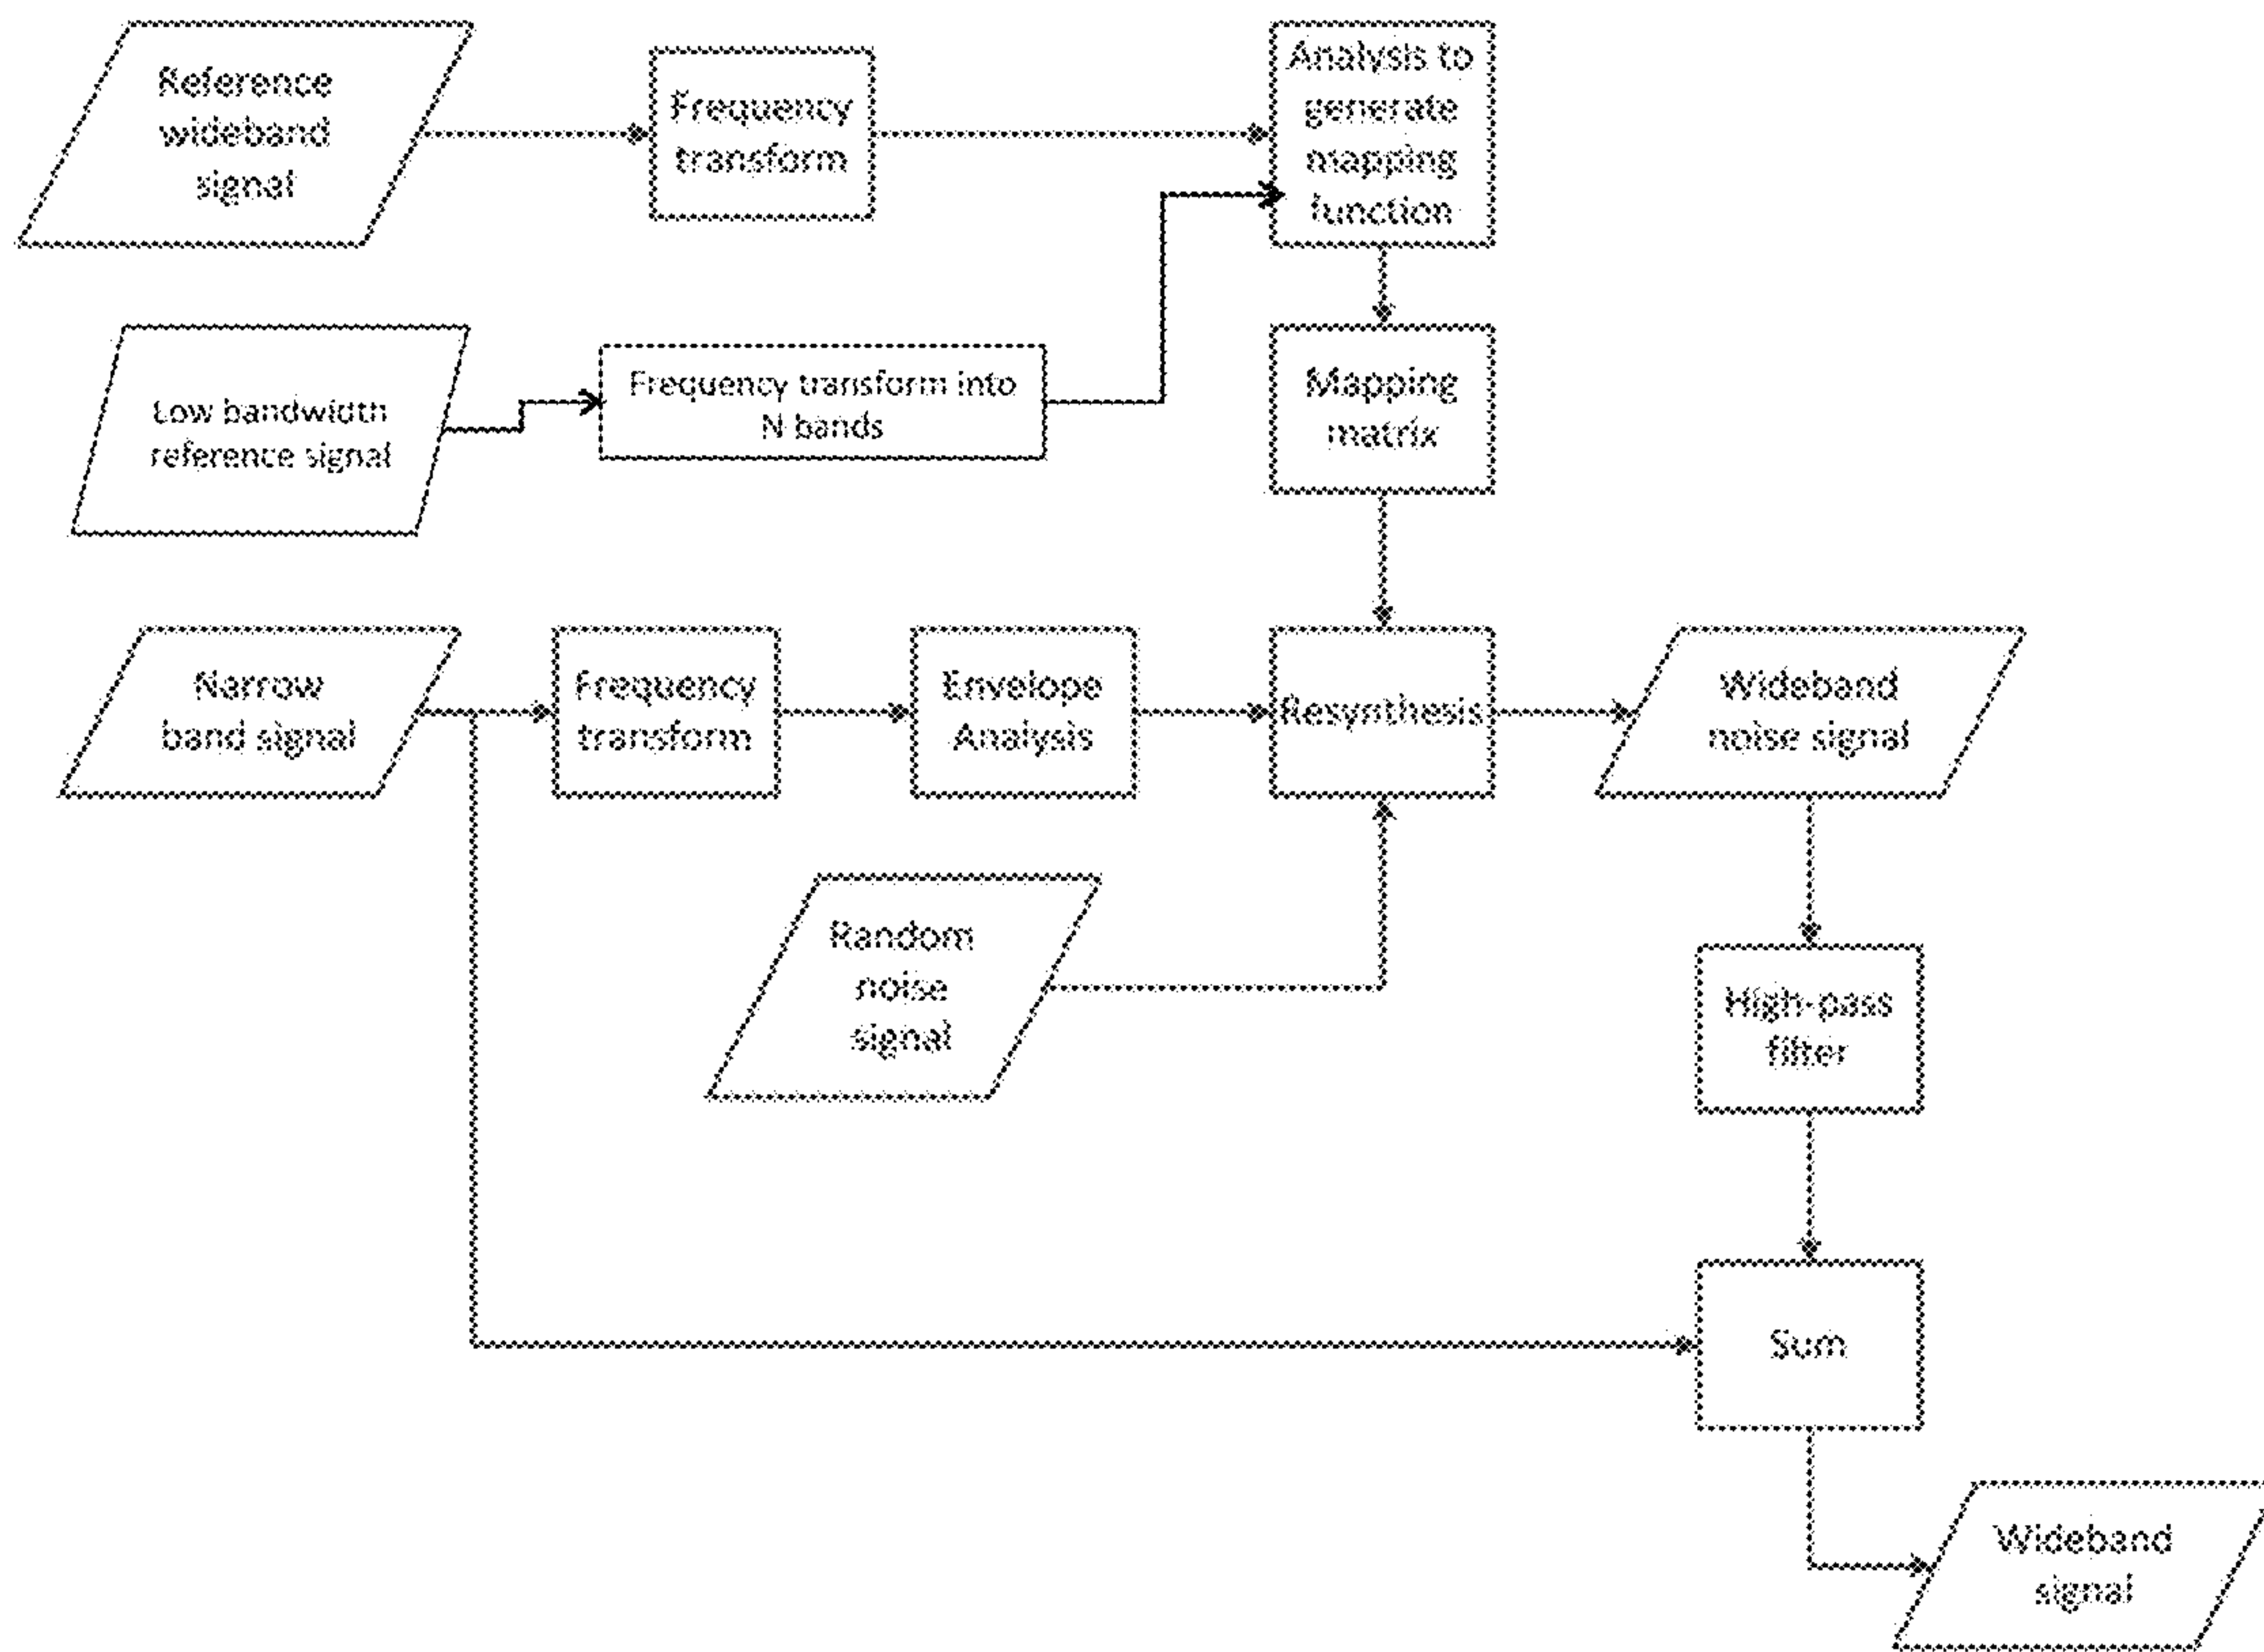 Reference
wideband
signal
Frequency
transform
Analysis to
generate
mapping
function
Low bandwidth
reference signal
Frequency transform into
N bands
Mapping
matrix
Narrow
band signal
Frequency
transform
Envelope
Analysis
Resynthesis
Wideband
noise signal
Random
noise
signal
High-pass
filter
Sum
Wideband
signal